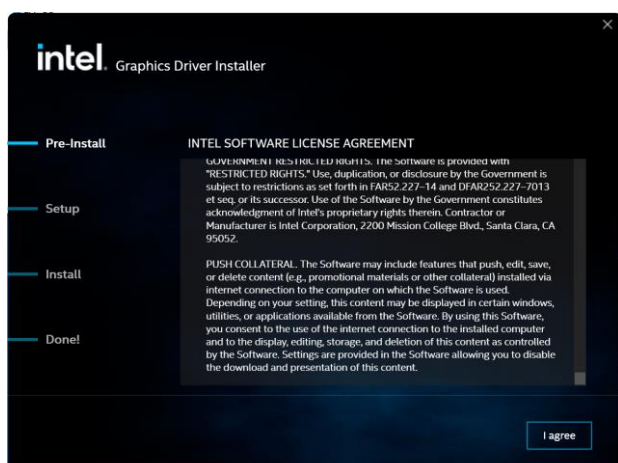 intel. Graphics Driver Installer
Pre-Install
Setup
Install
Done!
INTEL SOFTWARE LICENSE AGREEMENT
GOVERNMENT RESTRICTED RIGHTS. The Software is provided with
"RESTRICTED RIGHTS." Use, duplication, or disclosure by the Government is
subject to restrictions as set forth in FAR52.227–14 and DFAR252.227–7013
et seq. or its successor. Use of the Software by the Government constitutes
acknowledgment of Intel's proprietary rights therein. Contractor or
Manufacturer is Intel Corporation, 2200 Mission College Blvd., Santa Clara, CA
95052.
PUSH COLLATERAL. The Software may include features that push, edit, save,
or delete content (e.g., promotional materials or other collateral) installed via
internet connection to the computer on which the Software is used.
Depending on your setting, this content may be displayed in certain windows,
utilities, or applications available from the Software. By using this Software,
you consent to the use of the internet connection to the installed computer
and to the display, editing, storage, and deletion of this content as controlled
by the Software. Settings are provided in the Software allowing you to disable
the download and presentation of this content.
I agree